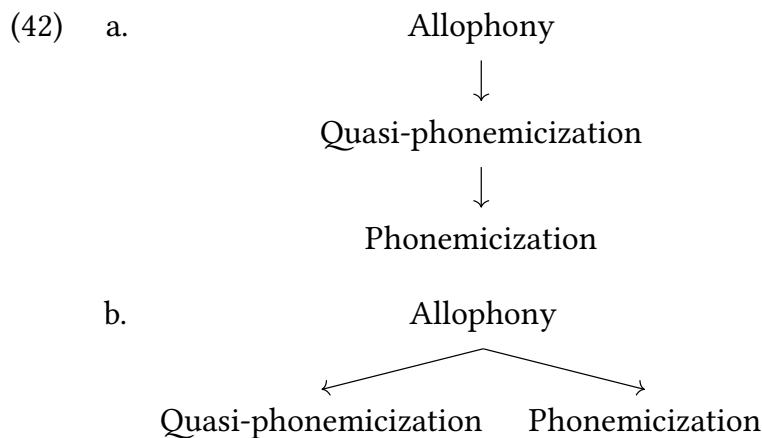 (42) a. Allophony
Quasi-phonemicization
Phonemicization
b. Allophony
Quasi-phonemicization Phonemicization